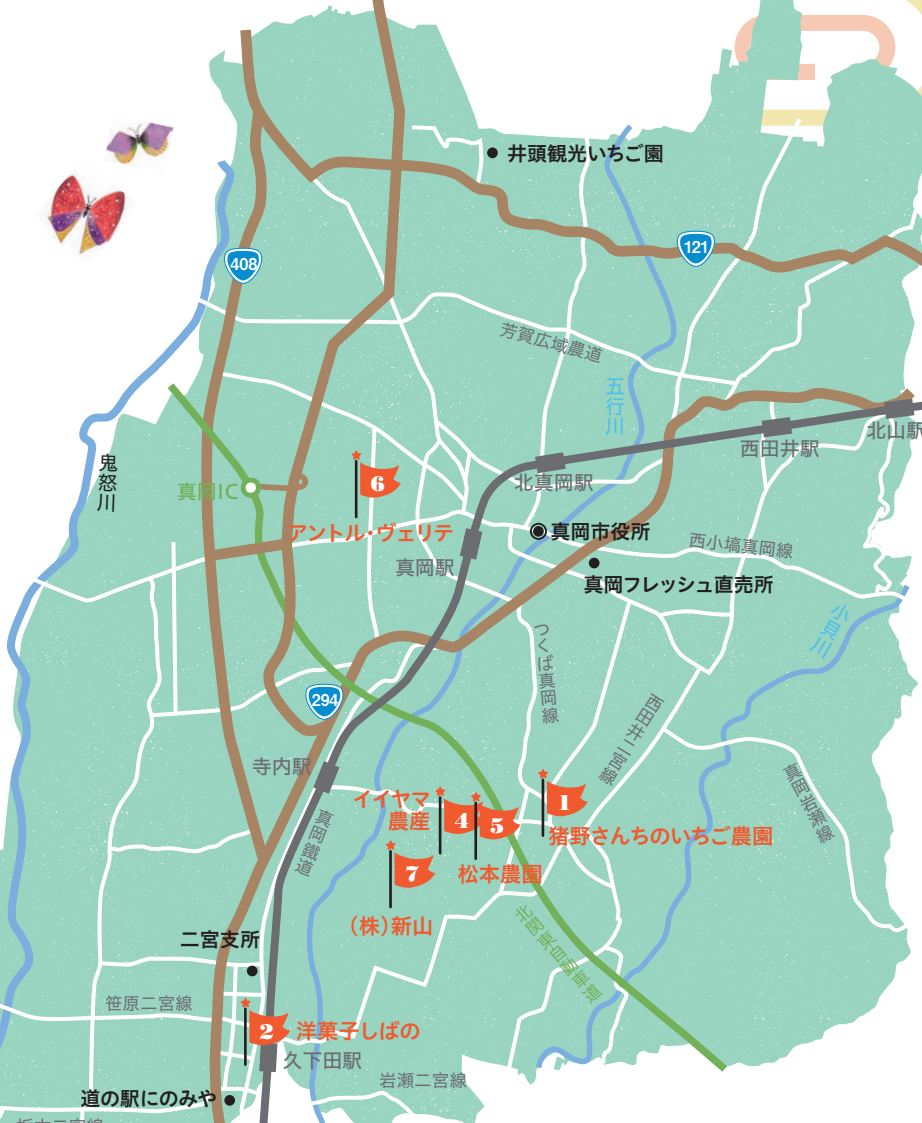 井頭観光いちご園
121
408
芳賀広域農道
五行川
北山駅
西田井駅
鬼怒川
真岡IC
6
北真岡駅
アントル・ヴェリテ
真岡市役所
西小塙真岡線
真岡駅
真岡フレッシュ直売所
小貝川
つくば真岡線
294
西田井二宮線
寺内駅
真岡岩瀬線
イイヤマ
農産
4
5
1
猪野さんちのいちご農園
真岡鐵道
7
松本農園
(株)新山
北関東自動車道
二宮支所
笹原二宮線
2
洋菓子しばの
久下田駅
岩瀬二宮線
道の駅にのみや